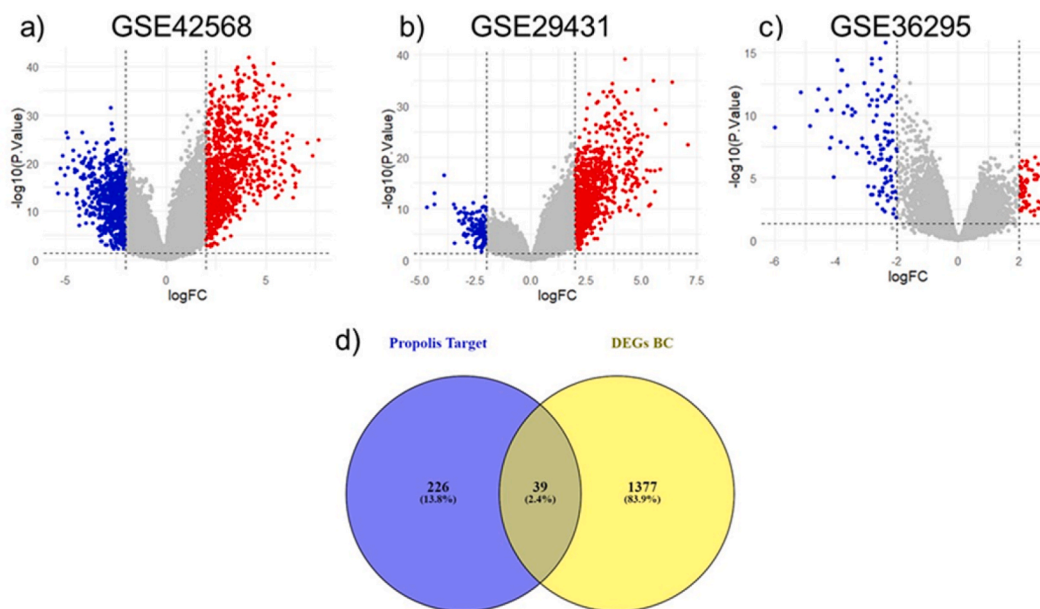 a) GSE42568
-log10(P.Value)
40
30
20
10
0
-5 0 5
logFC
b) GSE29431
-log10(P.Value)
40
30
20
10
0
-5.0 -2.5 0.0 2.5 5.0 7.5
logFC
c) GSE36295
-log10(P.Value)
15
10
5
0
-6 -4 -2 0 2
logFC
d) Propolis Target DEGs BC
226 39 1377
(13.8%) (2.4%) (83.9%)